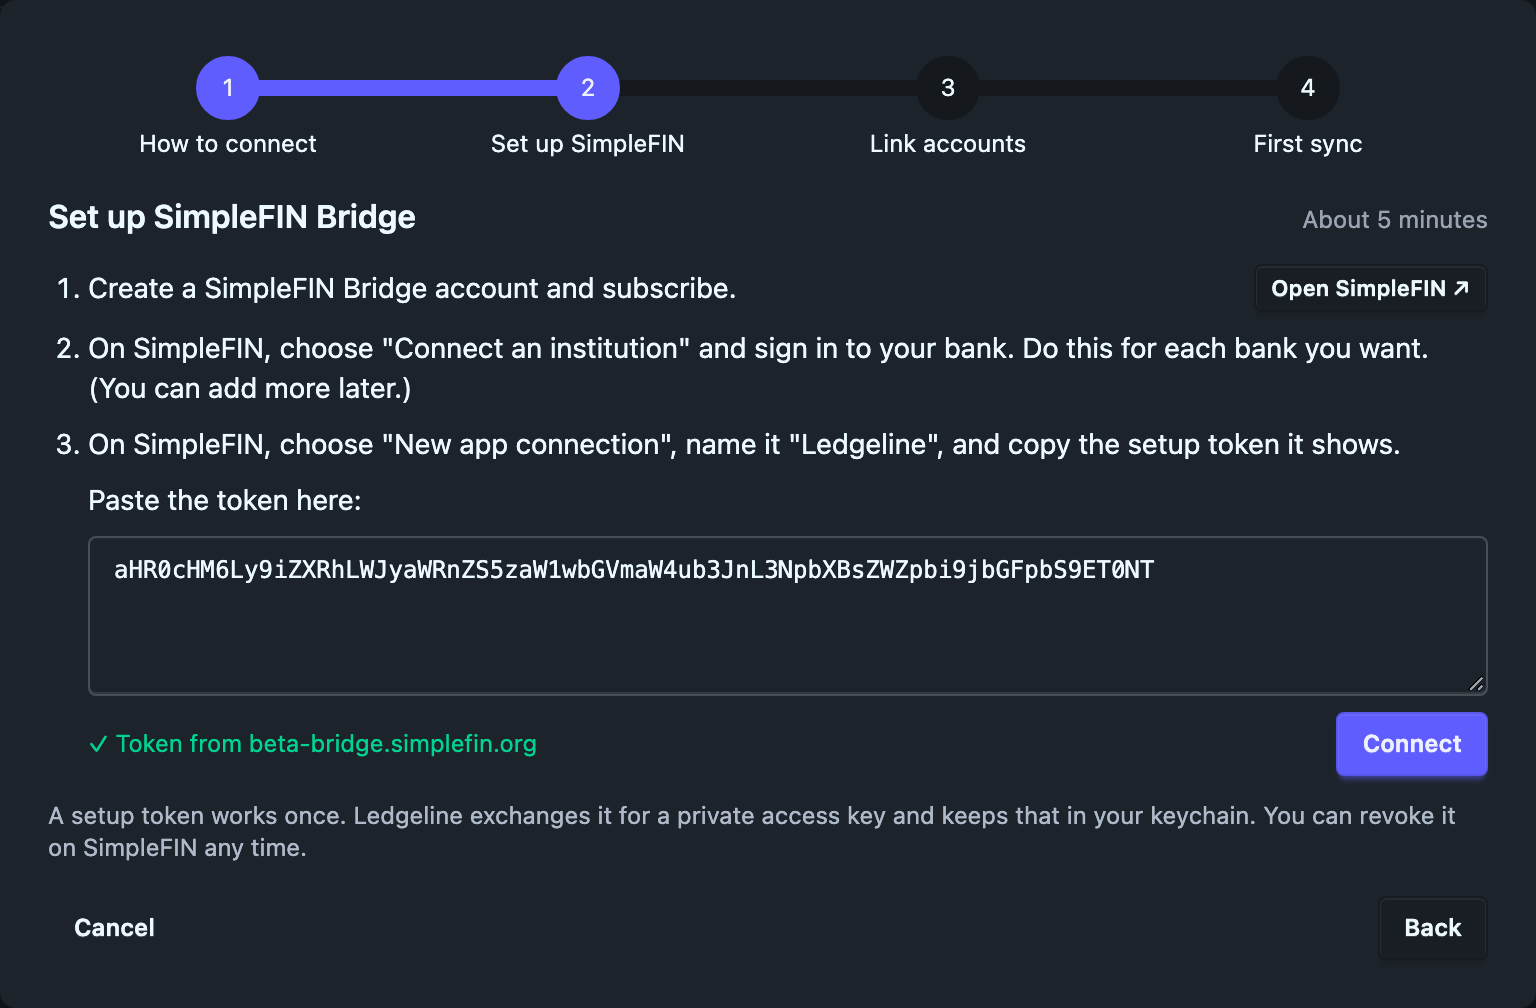 1
2
3
4
How to connect
Set up SimpleFIN
Link accounts
First sync
Set up SimpleFIN Bridge
About 5 minutes
1. Create a SimpleFIN Bridge account and subscribe.
Open SimpleFIN ↗
2. On SimpleFIN, choose "Connect an institution" and sign in to your bank. Do this for each bank you want.
(You can add more later.)
3. On SimpleFIN, choose "New app connection", name it "Ledgeline", and copy the setup token it shows.
Paste the token here:
aHR0cHM6Ly9iZXRhLWJyaWRnZS5zaW1wbGVmaW4ub3JnL3NpbXBsZWZpbi9jbGFpbS9ET0NT
✓ Token from beta-bridge.simplefin.org
Connect
A setup token works once. Ledgeline exchanges it for a private access key and keeps that in your keychain. You can revoke it
on SimpleFIN any time.
Cancel
Back